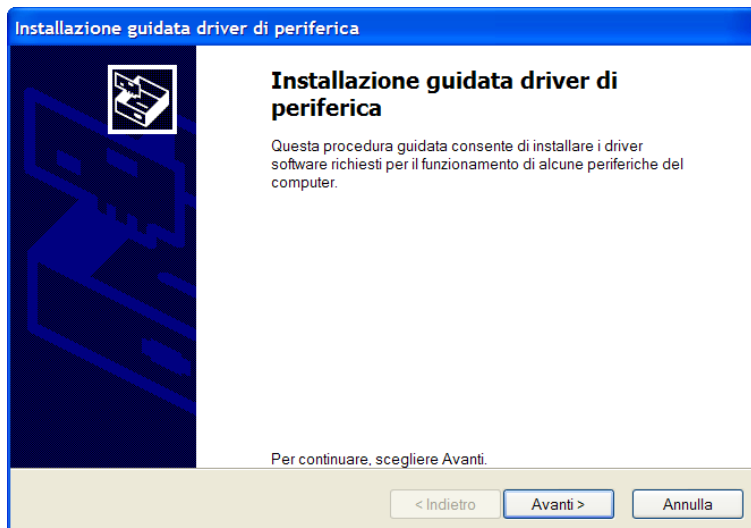 Installazione guidata driver di periferica
Installazione guidata driver di
periferica
Questa procedura guidata consente di installare i driver
software richiesti per il funzionamento di alcune periferiche del
computer.
Per continuare, scegliere Avanti.
< Indietro
Avanti >
Annulla